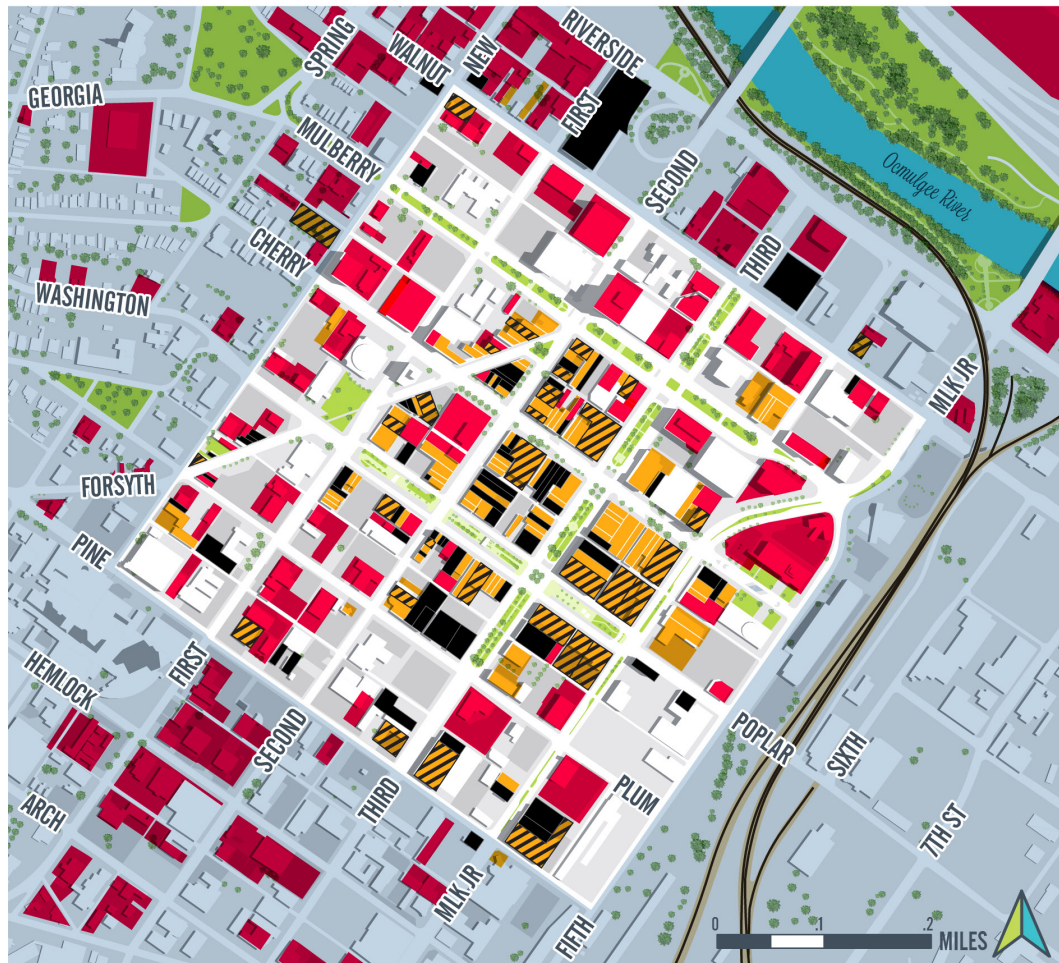 RIVERSIDE
SPRING
WALNUT
NEW
GEORGIA
FIRST
MULBERRY
SECOND
Ocmulgee River
CHERRY
THIRD
WASHINGTON
MLK JR
FORSYTH
PINE
HEMLOCK
FIRST
SECOND
POPLAR
SIXTH
PLUM
THIRD
ARCH
7TH ST
MLK JR
FIFTH
0 .1 .2 MILES